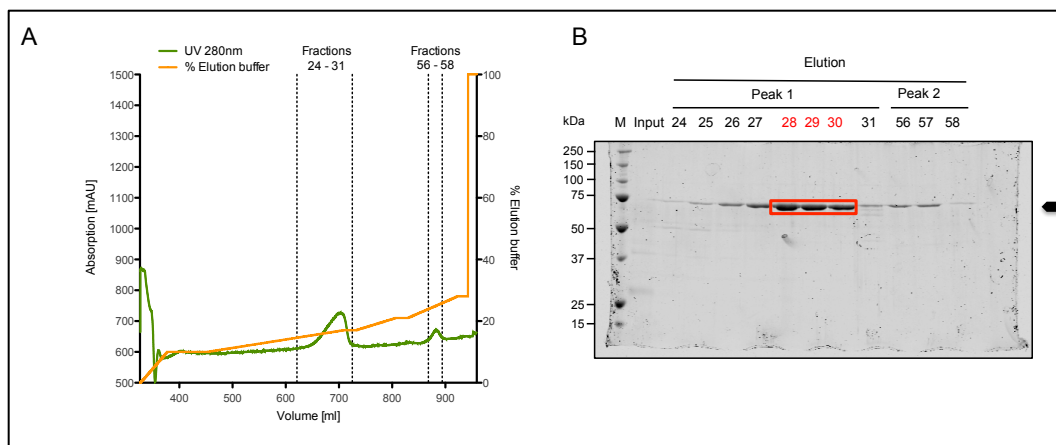 A
UV 280nm
% Elution buffer
Fractions
24 - 31
Fractions
56 - 58
1500
1400
1300
1200
1100
1000
900
800
700
600
500
Absorption [mAU]
100
80
60
40
20
0
% Elution buffer
400 500 600 700 800 900
Volume [ml]
B
Elution
Peak 1 Peak 2
kDa M Input 24 25 26 27 28 29 30 31 56 57 58
250
150
100
75
50
37
25
15